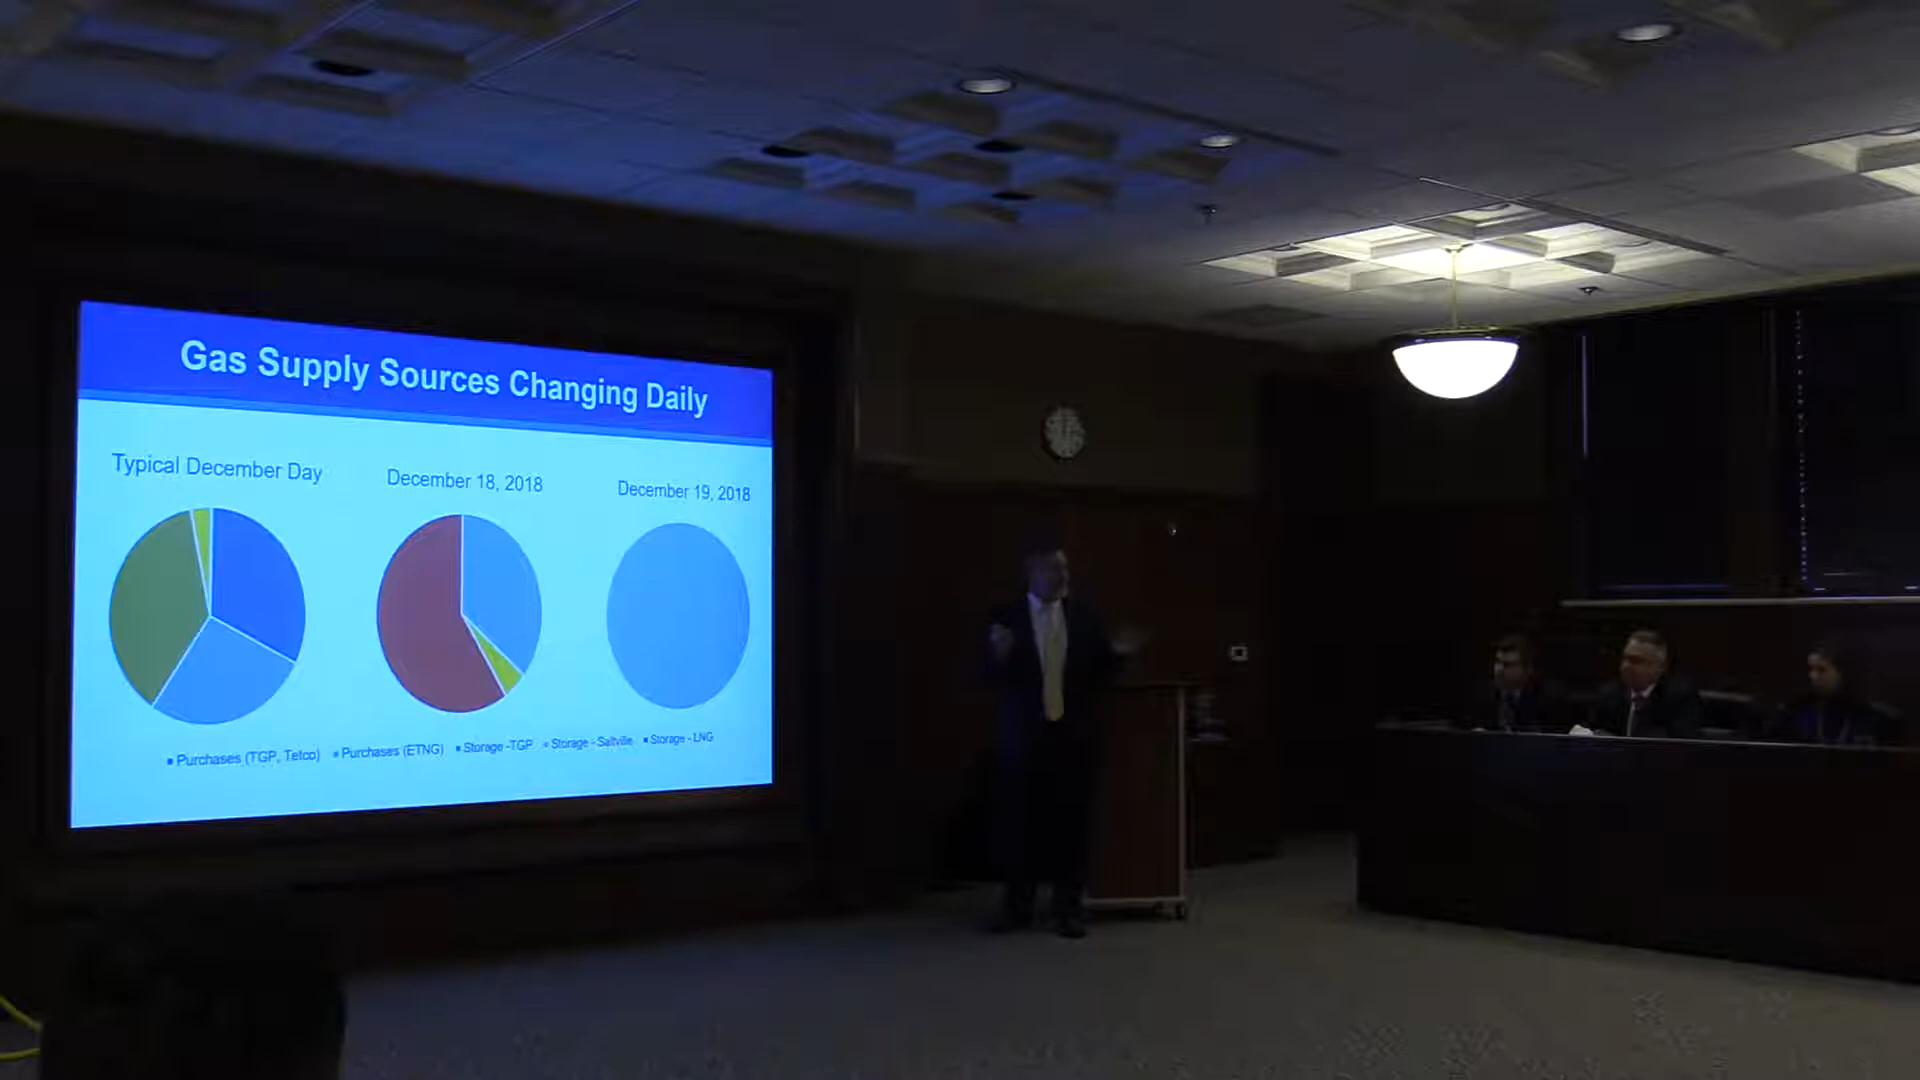 Gas Supply Sources Changing Daily
Typical December Day
December 18, 2018
December 19, 2018
Purchases (TGP, Tetco) Purchases (ETNG) Storage -TGP Storage - Saltville Storage - LNG